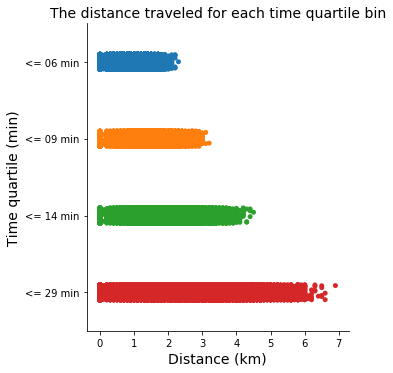 The distance traveled for each time quartile bin
<= 06 min
<= 09 min
<= 14 min
<= 29 min
Time quartile (min)
0 1 2 3 4 5 6 7
Distance (km)